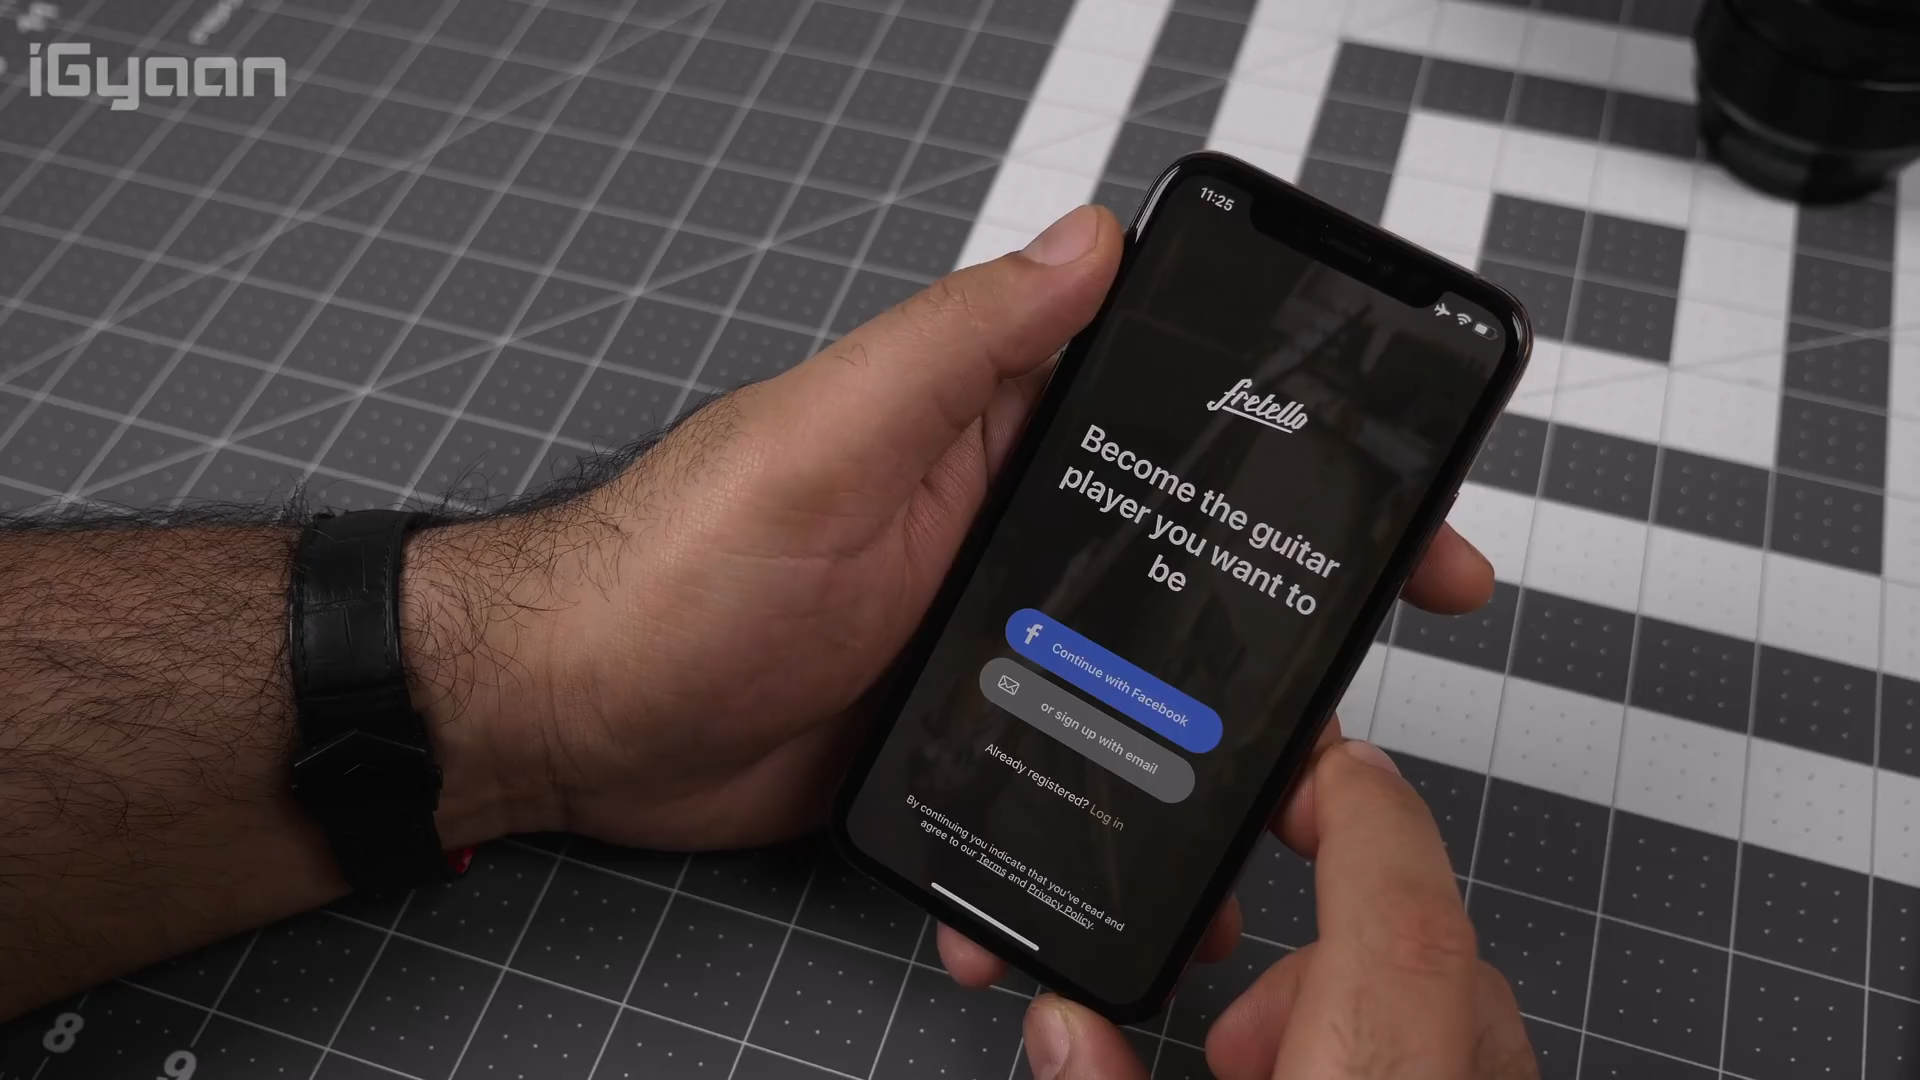 iGyaan
11:25
fretello
Become the guitar
player you want to
be
f Continue with Facebook
or sign up with email
Already registered? Log in
By continuing you indicate that you've read and
agree to our Terms and Privacy Policy.
8
9